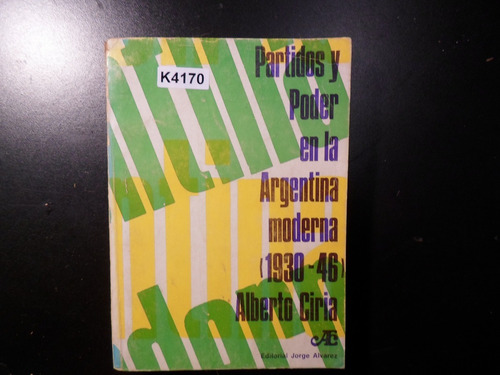 K4170
Partidos y
Poder
en la
Argentina
moderna
(1930-46)
Alberto Ciria
Editorial Jorge Alvarez